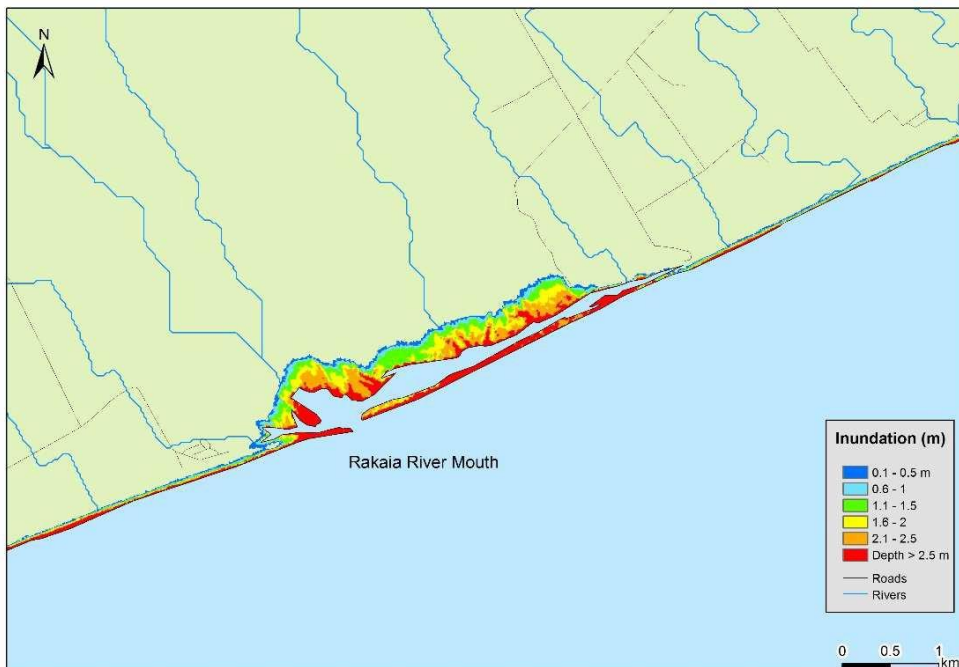 N
Rakaia River Mouth
Inundation (m)
0.1 - 0.5 m
0.6 - 1
1.1 - 1.5
1.6 - 2
2.1 - 2.5
Depth > 2.5 m
Roads
Rivers
0 0.5 1
km